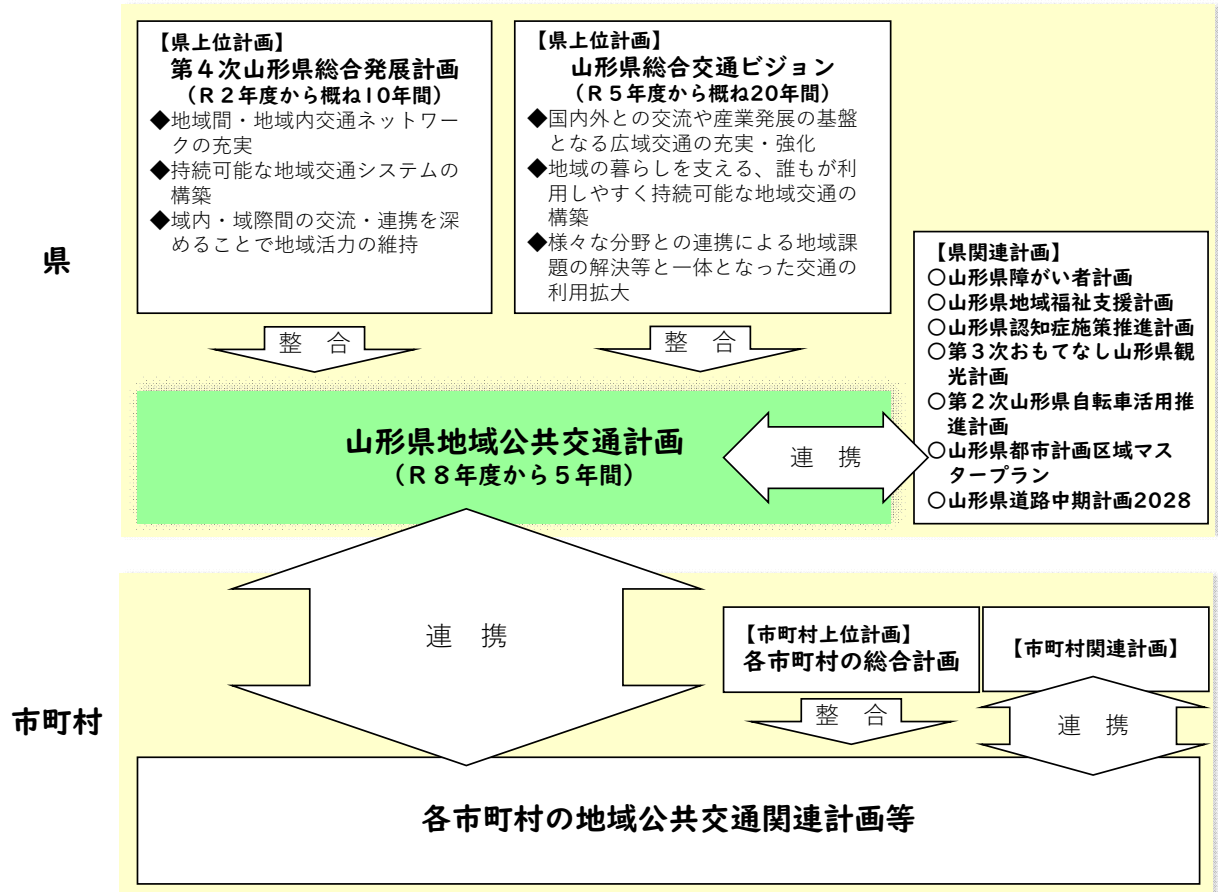 県
【県上位計画】
第４次山形県総合発展計画
（Ｒ２年度から概ね10年間）
◆地域間・地域内交通ネットワー
クの充実
◆持続可能な地域交通システムの
構築
◆域内・域際間の交流・連携を深
めることで地域活力の維持
整　合
【県上位計画】
山形県総合交通ビジョン
（Ｒ５年度から概ね20年間）
◆国内外との交流や産業発展の基盤
となる広域交通の充実・強化
◆地域の暮らしを支える、誰もが利
用しやすく持続可能な地域交通の
構築
◆様々な分野との連携による地域課
題の解決等と一体となった交通の
利用拡大
整　合
【県関連計画】
〇山形県障がい者計画
〇山形県地域福祉支援計画
〇山形県認知症施策推進計画
〇第３次おもてなし山形県観
光計画
〇第２次山形県自転車活用推
進計画
〇山形県都市計画区域マス
タープラン
〇山形県道路中期計画2028
山形県地域公共交通計画
（Ｒ８年度から５年間）
連　携
市町村
連　携
【市町村上位計画】
各市町村の総合計画
整　合
【市町村関連計画】
連　携
各市町村の地域公共交通関連計画等